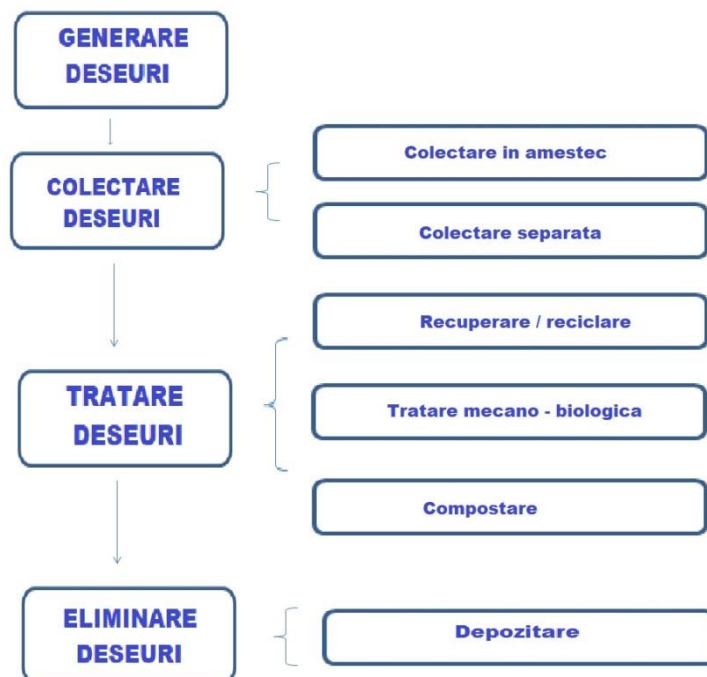 GENERARE
DESEURI
COLECTARE
DESEURI
Colectare in amestec
Colectare separata
TRATARE
DESEURI
Recuperare / reciclare
Tratare mecano - biologica
Compostare
ELIMINARE
DESEURI
Depozitare